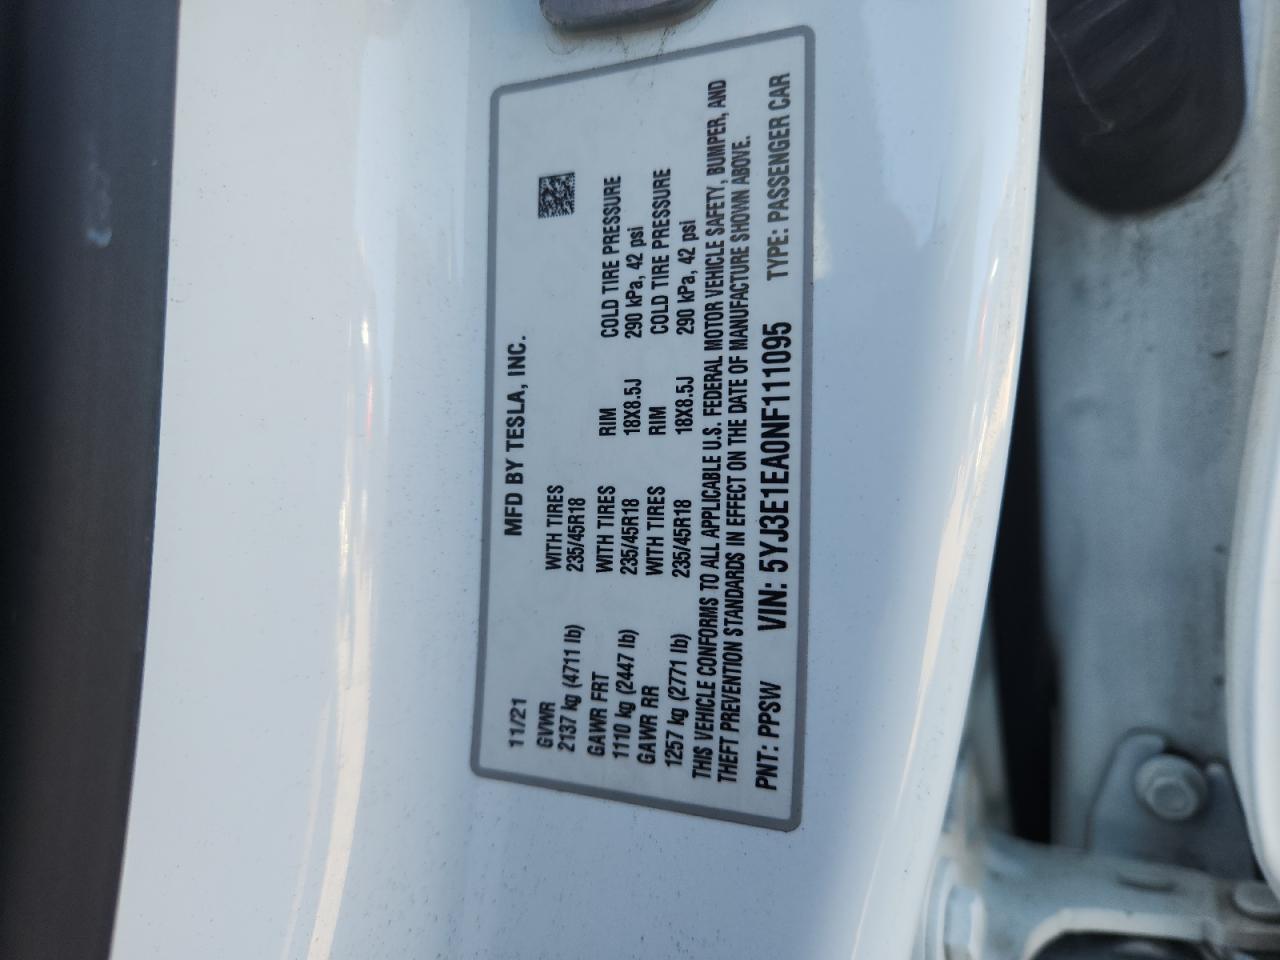 MFD BY TESLA, INC.
11/21
GVWR WITH TIRES
2137 kg (4711 lb) 235/45R18
GAWR FRT WITH TIRES RIM COLD TIRE PRESSURE
1110 kg (2447 lb) 235/45R18 18X8.5J 290 kPa, 42 psi
GAWR RR WITH TIRES RIM COLD TIRE PRESSURE
1257 kg (2771 lb) 235/45R18 18X8.5J 290 kPa, 42 psi
THIS VEHICLE CONFORMS TO ALL APPLICABLE U.S. FEDERAL MOTOR VEHICLE SAFETY, BUMPER, AND
THEFT PREVENTION STANDARDS IN EFFECT ON THE DATE OF MANUFACTURE SHOWN ABOVE.
PNT: PPSW VIN: 5YJ3E1EA0NF111095 TYPE: PASSENGER CAR